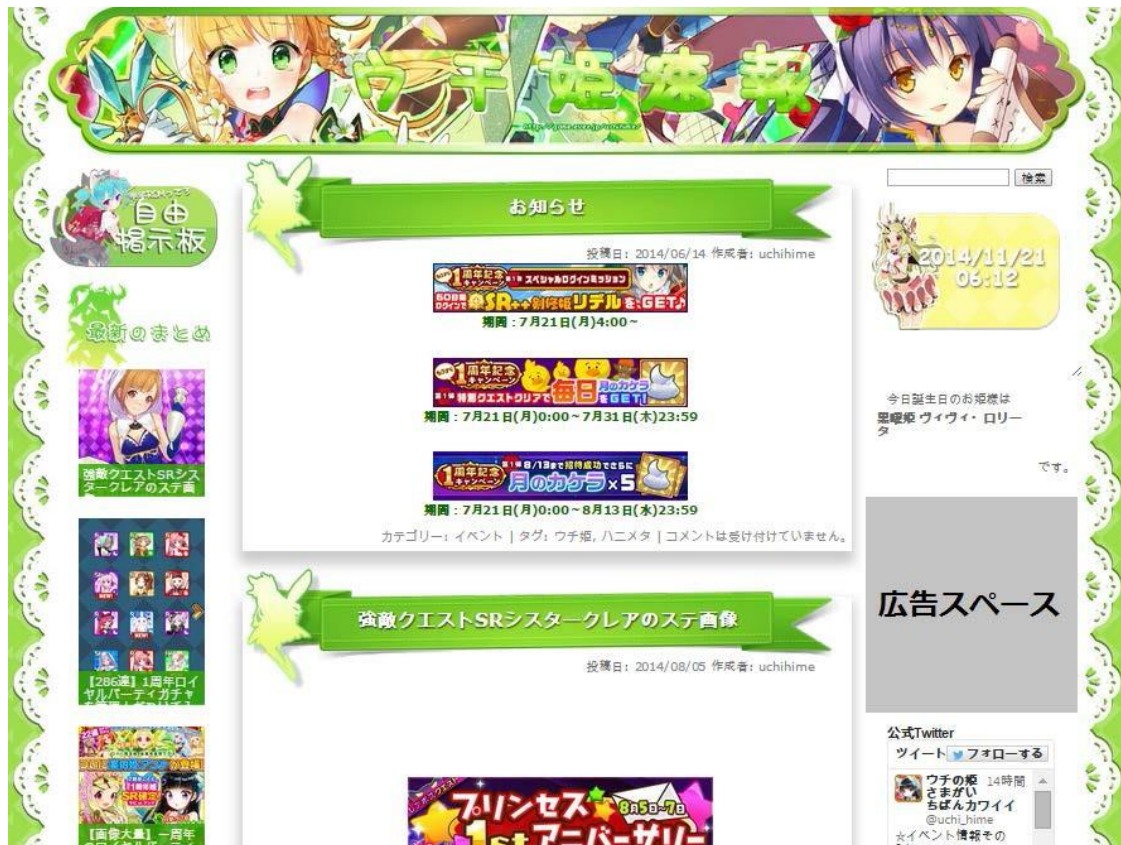 ウチ姫速報
自由
掲示板
最新のまとめ
強敵クエストSRシス
タークレアのステ画
【286連】1周年ロイ
ヤルパーティガチャ
【画像大量】一周年
お知らせ
投稿日: 2014/06/14 作成者: uchihime
1周年記念
キャンペーン
スペシャルログインミッション
60日間
ログインで SR++別嬪姫リデルを、GET♪
期間：7月21日(月)4:00～
1周年記念
キャンペーン
特別クエストクリアで毎日月のカケラ
をGET!
期間：7月21日(月)0:00～7月31日(木)23:59
1周年記念
キャンペーン
第1弾 8/13まで招待成功でさらに
月のカケラ×5
期間：7月21日(月)0:00～8月13日(水)23:59
カテゴリー: イベント | タグ: ウチ姫, ハニメタ | コメントは受け付けていません。
強敵クエストSRシスタークレアのステ画像
投稿日: 2014/08/05 作成者: uchihime
プリンセス
8月5日~7日
1stアニバーサリー
検索
2014/11/21
06:12
今日誕生日のお姫様は
黒曜姫 ヴィヴィ・ロリー
タ
です。
広告スペース
公式Twitter
ツイート フォローする
ウチの姫 14時間
さまがい
ちばんカワイイ
@uchi_hime
☆イベント情報その